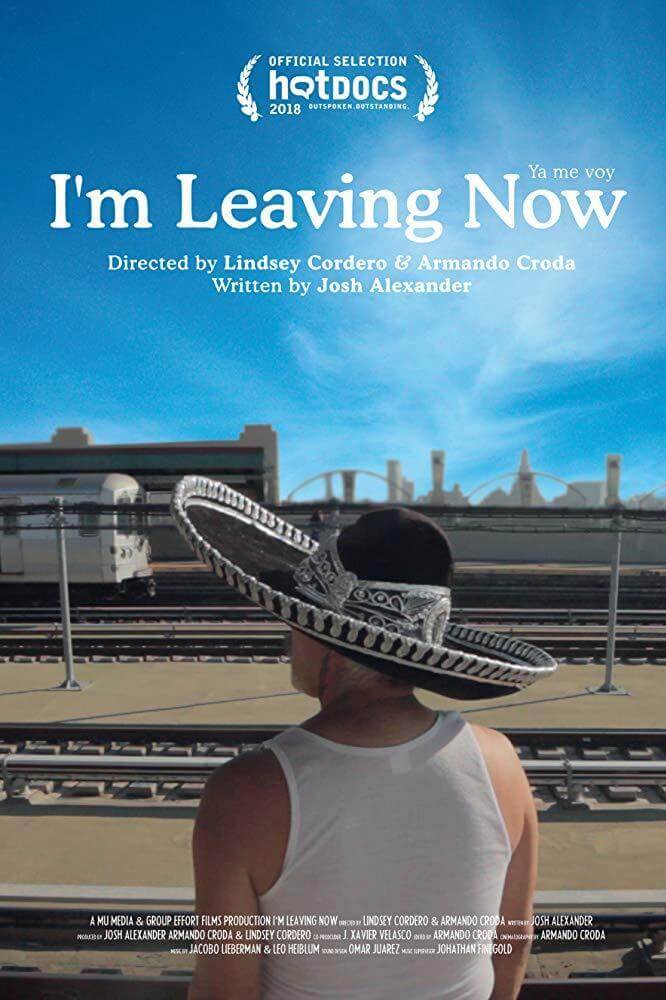 OFFICIAL SELECTION
hotDOCS
2018 OUTSPOKEN.OUTSTANDING.
Ya me voy
I'm Leaving Now
Directed by Lindsey Cordero & Armando Croda
Written by Josh Alexander
A MU MEDIA & GROUP EFFORT FILMS PRODUCTION I'M LEAVING NOW DIRECTED BY LINDSEY CORDERO & ARMANDO CRODA WRITTEN BY JOSH ALEXANDER
PRODUCED BY JOSH ALEXANDER ARMANDO CRODA & LINDSEY CORDERO CO-PRODCUER J. XAVIER VELASCO EDITED BY ARMANDO CRODA CINEMATOGRAPHY BY ARMANDO CRODA
MUSIC BY JACOBO LIEBERMAN & LEO HEIBLUM SOUND DESIGN OMAR JUAREZ MUSIC SUPERVISOR JOHATHAN FINEGOLD